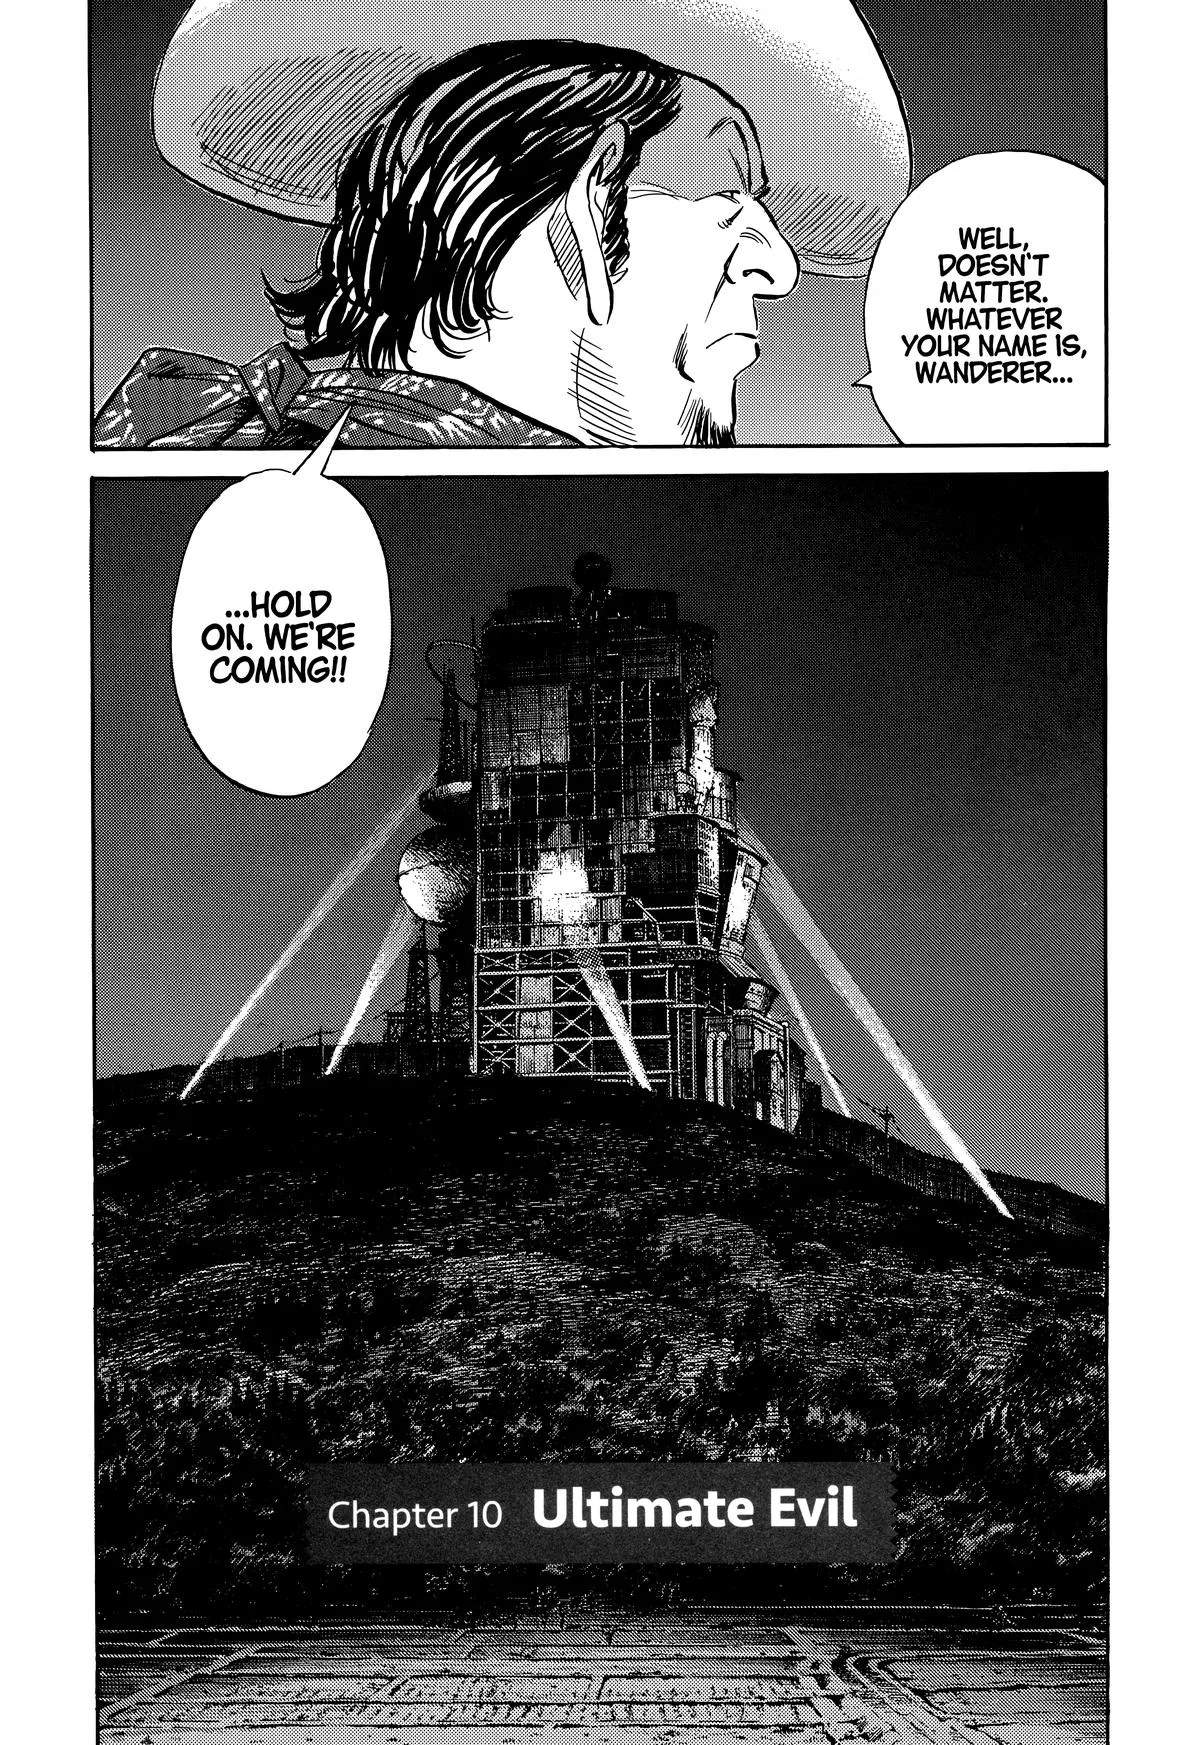 WELL,
DOESN'T
MATTER.
WHATEVER
YOUR NAME IS,
WANDERER...
...HOLD
ON. WE'RE
COMING!!
Chapter 10 Ultimate Evil